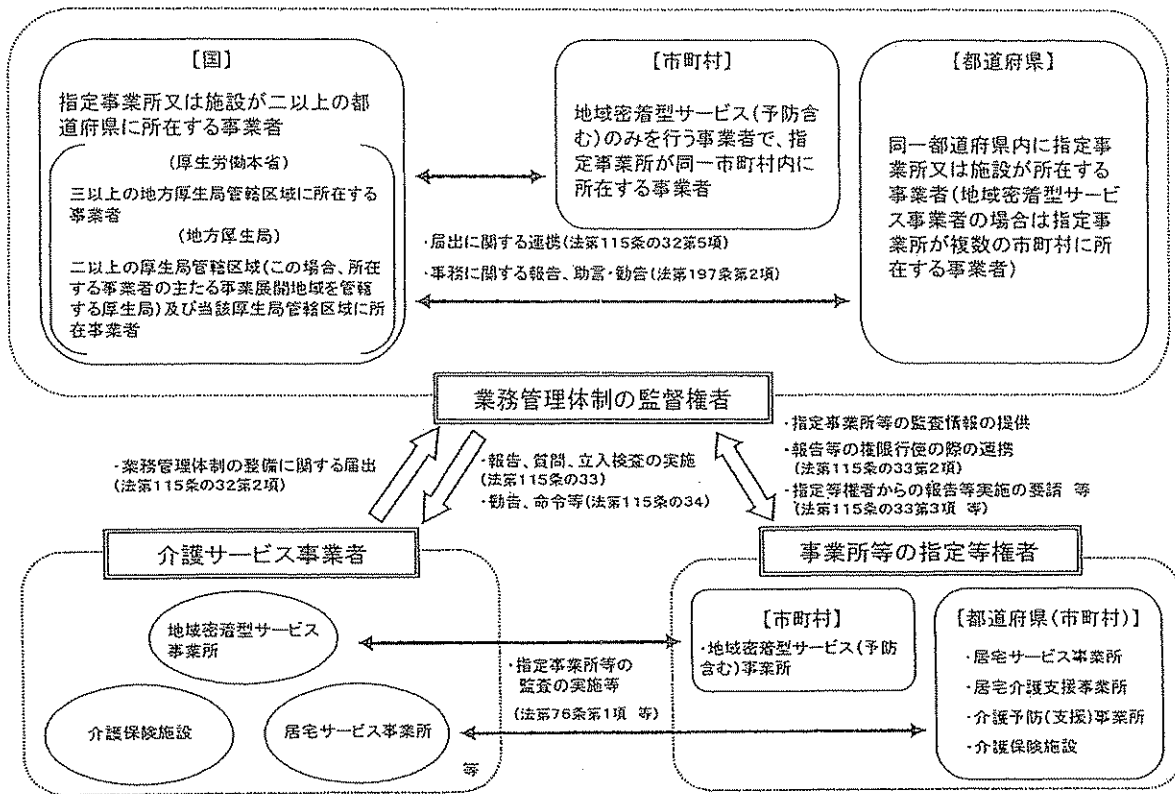 【国】
指定事業所又は施設が二以上の都
道府県に所在する事業者
(厚生労働本省)
三以上の地方厚生局管轄区域に所在する
事業者
(地方厚生局)
二以上の厚生局管轄区域(この場合、所在
する事業者の主たる事業展開地域を管轄
する厚生局)及び当該厚生局管轄区域に所
在事業者
【市町村】
地域密着型サービス(予防含
む)のみを行う事業者で、指
定事業所が同一市町村内に
所在する事業者
【都道府県】
同一都道府県内に指定事
業所又は施設が所在する
事業者(地域密着型サービ
ス事業者の場合は指定事
業所が複数の市町村に所
在する事業者)
・届出に関する連携(法第115条の32第5項)
・事務に関する報告、助言・勧告(法第197条第2項)
業務管理体制の監督権者
・業務管理体制の整備に関する届出
(法第115条の32第2項)
・報告、質問、立入検査の実施
(法第115条の33)
・勧告、命令等(法第115条の34)
・指定事業所等の監査情報の提供
・報告等の権限行使の際の連携
(法第115条の33第2項)
・指定等権者からの報告等実施の要請 等
(法第115条の33第3項 等)
介護サービス事業者
地域密着型サービス
事業所
介護保険施設
居宅サービス事業所
等
・指定事業所等の
監査の実施等
(法第76条第1項 等)
事業所等の指定等権者
【市町村】
・地域密着型サービス(予防
含む)事業所
【都道府県(市町村)】
・居宅サービス事業所
・居宅介護支援事業所
・介護予防(支援)事業所
・介護保険施設